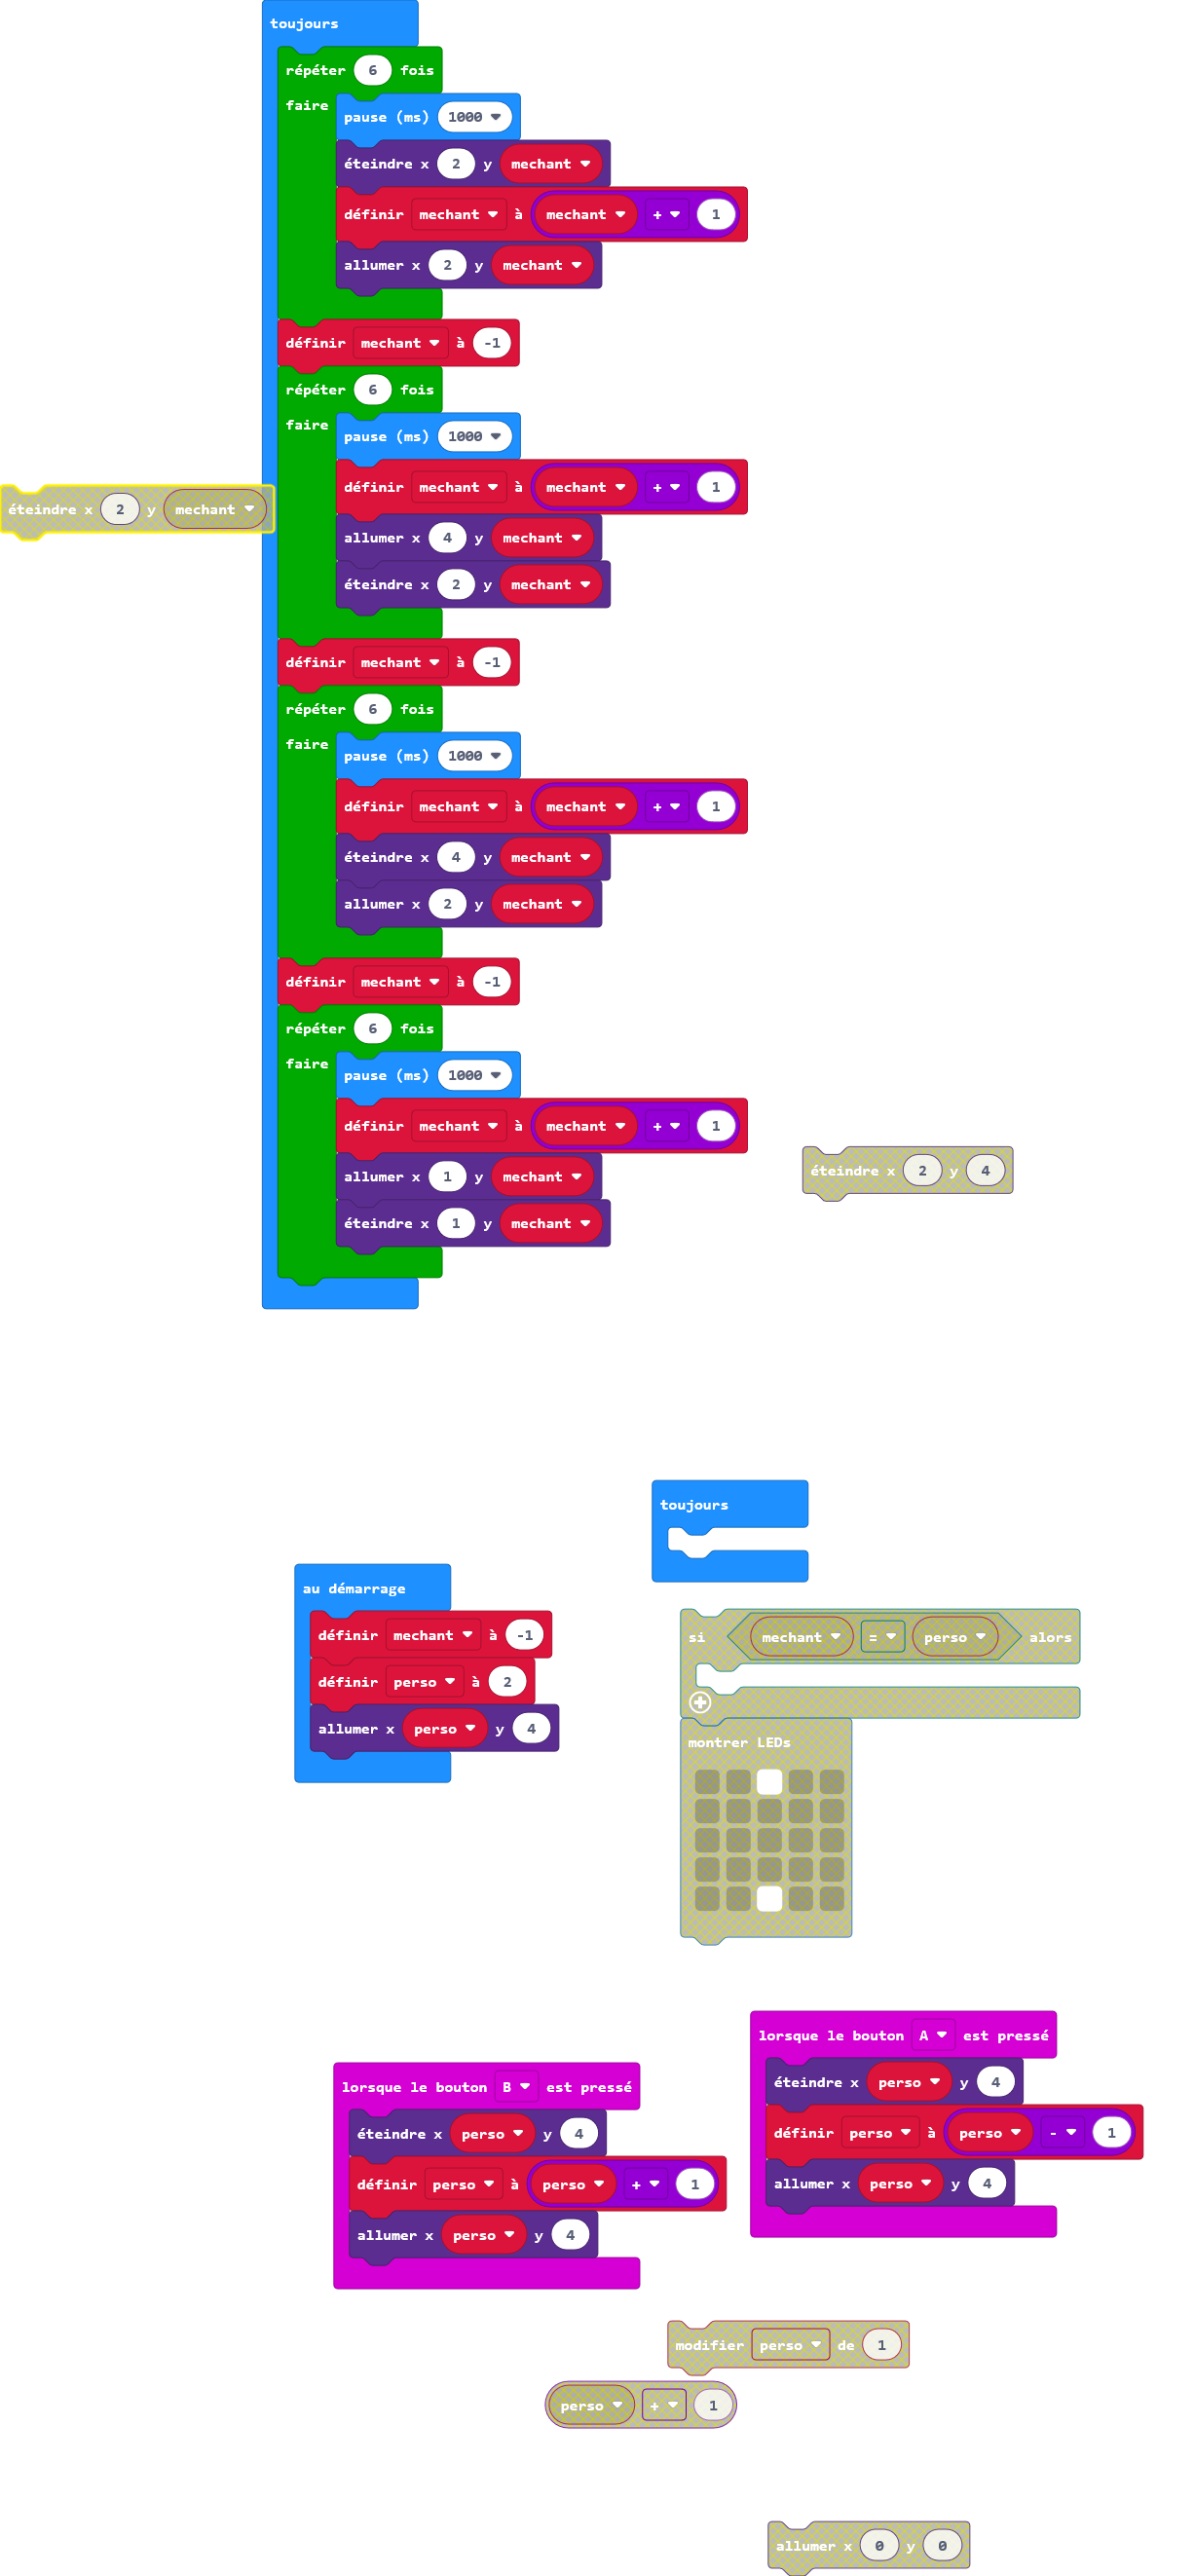 toujours
répéter 6 fois
faire
pause (ms) 1000
éteindre x 2 y mechant
définir mechant à mechant + 1
allumer x 2 y mechant
définir mechant à -1
répéter 6 fois
faire
pause (ms) 1000
définir mechant à mechant + 1
éteindre x 2 y mechant
allumer x 4 y mechant
éteindre x 2 y mechant
définir mechant à -1
répéter 6 fois
faire
pause (ms) 1000
définir mechant à mechant + 1
éteindre x 4 y mechant
allumer x 2 y mechant
définir mechant à -1
répéter 6 fois
faire
pause (ms) 1000
définir mechant à mechant + 1
allumer x 1 y mechant
éteindre x 2 y 4
éteindre x 1 y mechant
toujours
au démarrage
définir mechant à -1
définir perso à 2
allumer x perso y 4
si mechant = perso alors
montrer LEDs
lorsque le bouton A est pressé
éteindre x perso y 4
définir perso à perso - 1
allumer x perso y 4
lorsque le bouton B est pressé
éteindre x perso y 4
définir perso à perso + 1
allumer x perso y 4
modifier perso de 1
perso + 1
allumer x 0 y 0